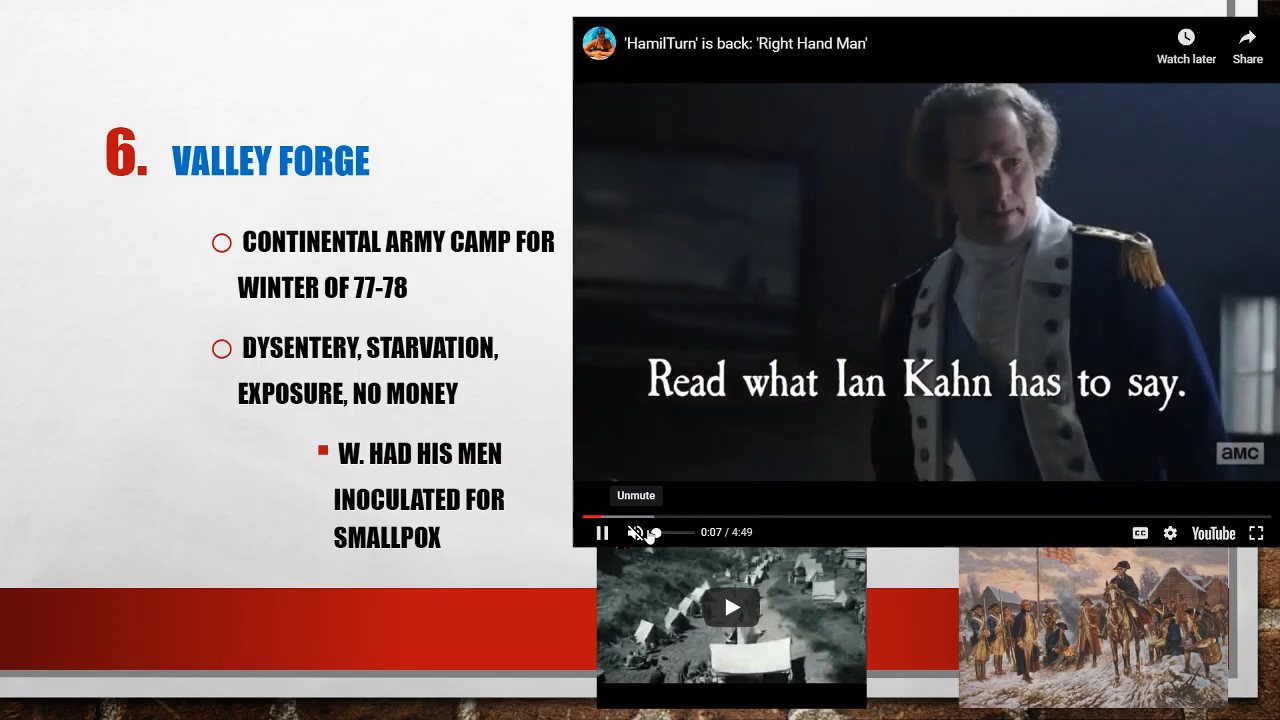 'HamilTurn' is back: 'Right Hand Man'
Watch later
Share
6. VALLEY FORGE
CONTINENTAL ARMY CAMP FOR
WINTER OF 77-78
DYSENTERY, STARVATION,
EXPOSURE, NO MONEY
W. HAD HIS MEN
INOCULATED FOR
SMALLPOX
Read what Ian Kahn has to say.
amc
Unmute
0:07 / 4:49
CC
YouTube